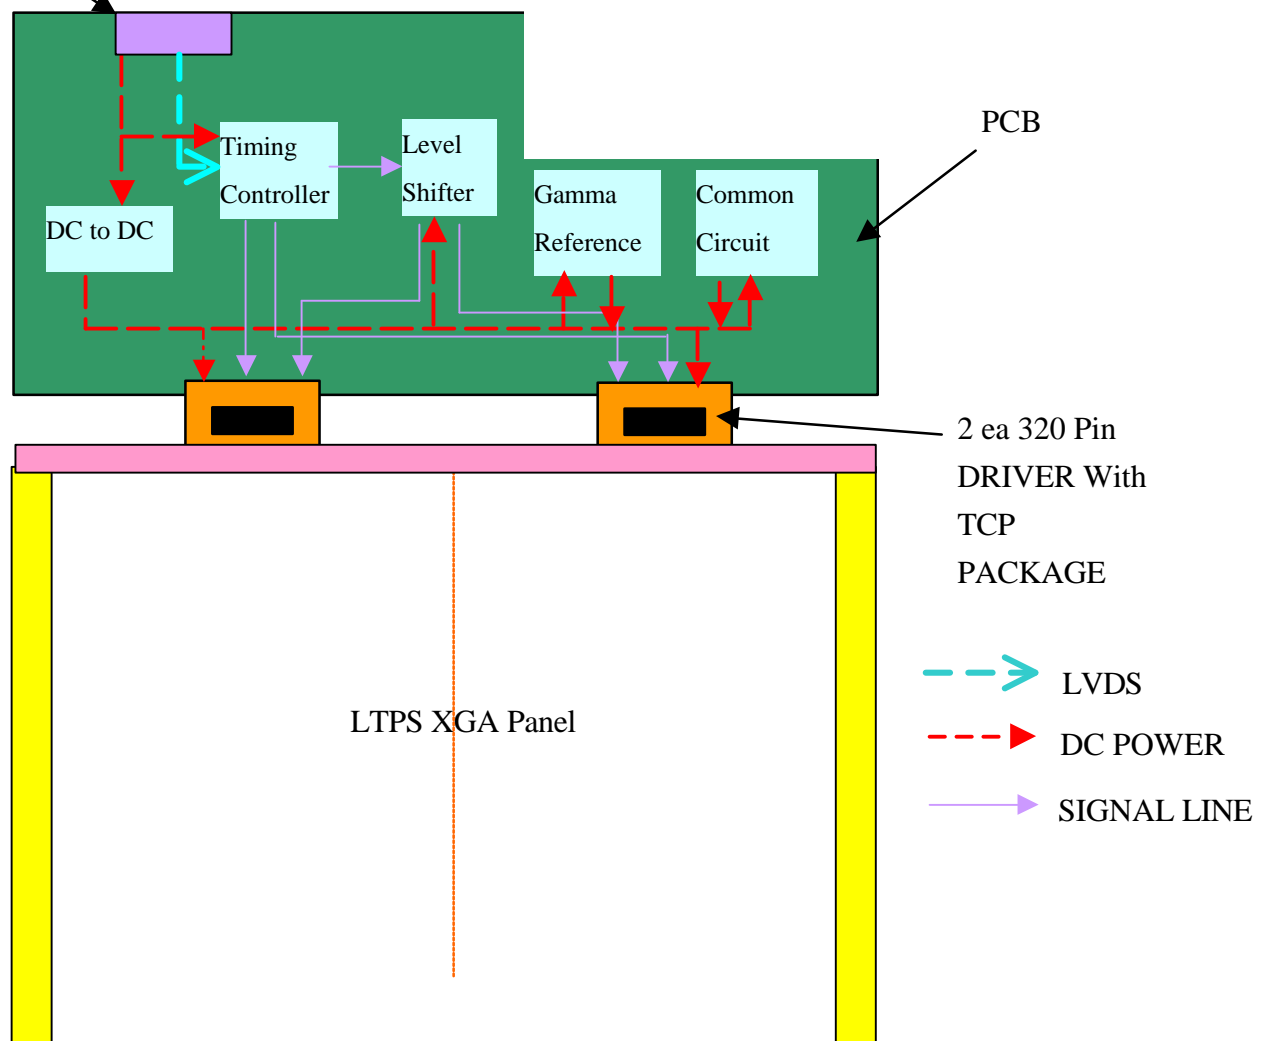 PCB
Timing
Controller
Level
Shifter
Gamma
Reference
Common
Circuit
DC to DC
2 ea 320 Pin
DRIVER With
TCP
PACKAGE
LTPS XGA Panel
LVDS
DC POWER
SIGNAL LINE